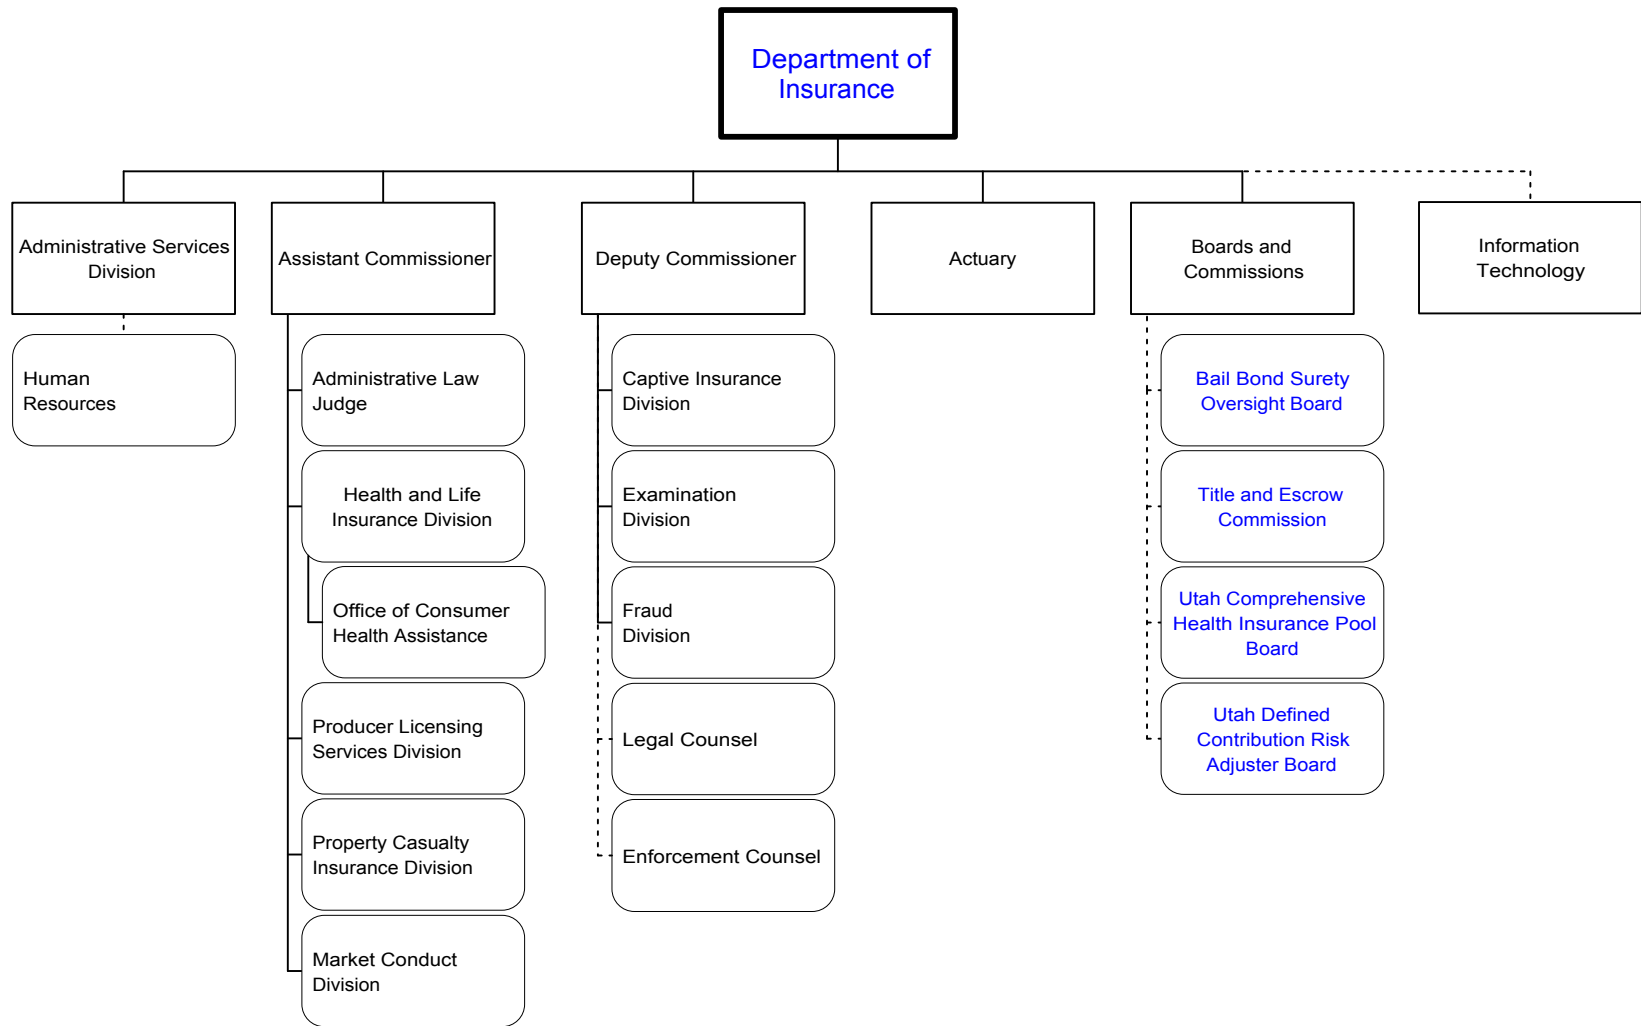 Department of
Insurance
Administrative Services
Division
Assistant Commissioner
Deputy Commissioner
Actuary
Boards and
Commissions
Information
Technology
Human
Resources
Administrative Law
Judge
Health and Life
Insurance Division
Office of Consumer
Health Assistance
Producer Licensing
Services Division
Property Casualty
Insurance Division
Market Conduct
Division
Captive Insurance
Division
Examination
Division
Fraud
Division
Legal Counsel
Enforcement Counsel
Bail Bond Surety
Oversight Board
Title and Escrow
Commission
Utah Comprehensive
Health Insurance Pool
Board
Utah Defined
Contribution Risk
Adjuster Board